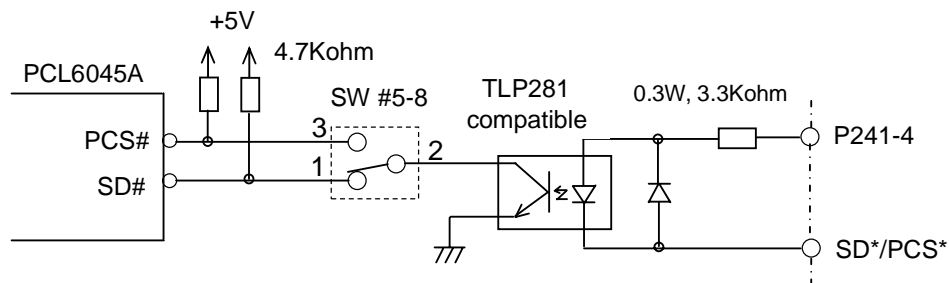 +5V
4.7Kohm
PCL6045A
SW #5-8
TLP281
compatible
0.3W, 3.3Kohm
PCS#
3
P241-4
1
2
SD#
SD*/PCS*